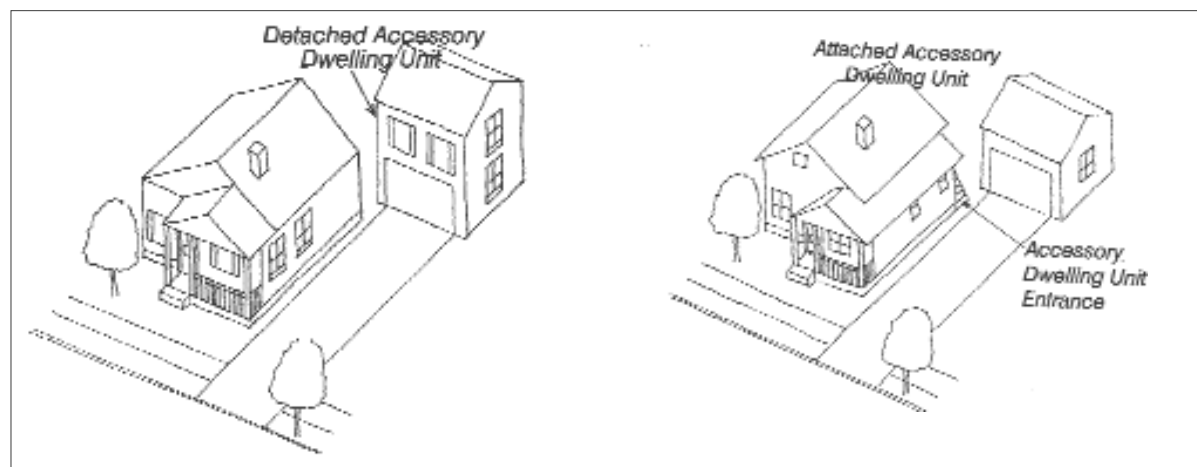 Detached Accessory
Dwelling Unit
Attached Accessory
Dwelling Unit
Accessory
Dwelling Unit
Entrance